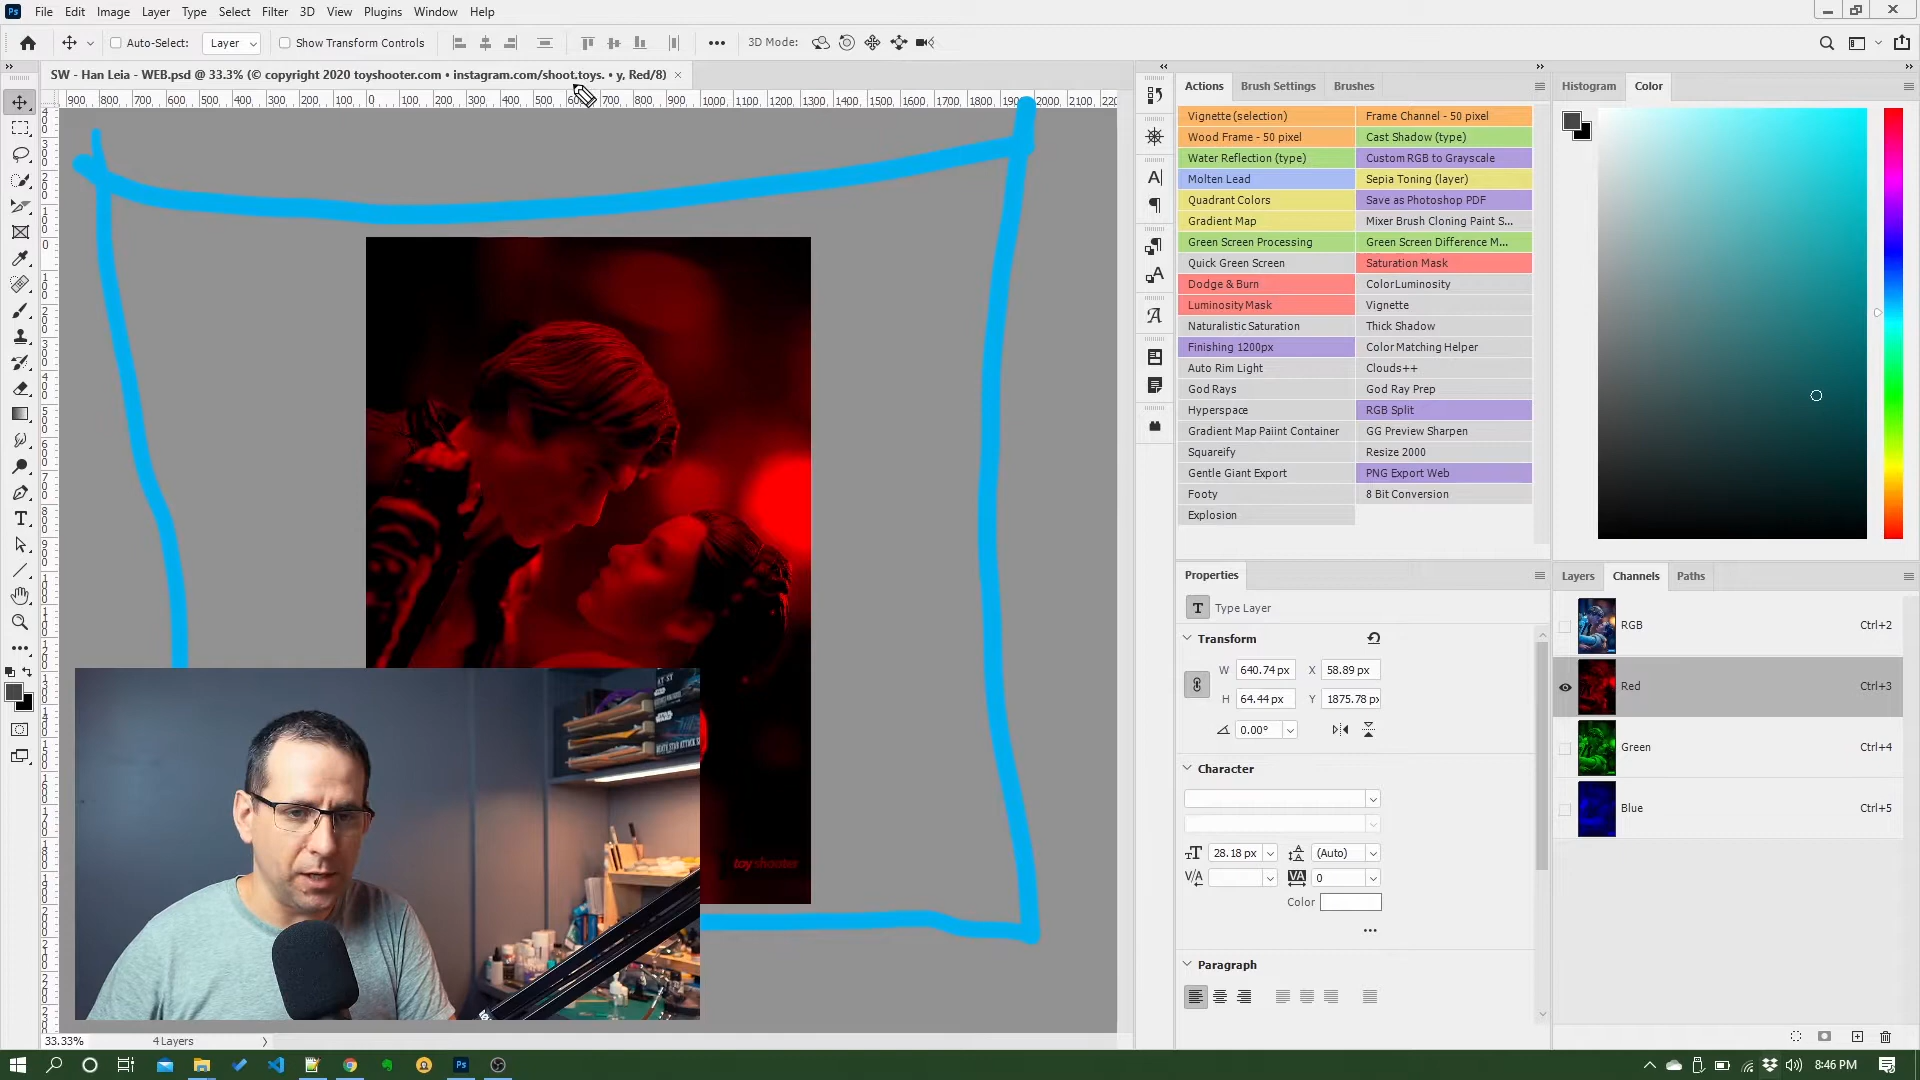 File Edit Image Layer Type Select Filter 3D View Plugins Window Help
Auto-Select: Layer Show Transform Controls 3D Mode:
SW - Han Leia - WEB.psd @ 33.3% (© copyright 2020 toyshooter.com • instagram.com/shoot.toys. • y, Red/8)
Actions Brush Settings Brushes
Histogram Color
Vignette (selection) Frame Channel - 50 pixel
Wood Frame - 50 pixel Cast Shadow (type)
Water Reflection (type) Custom RGB to Grayscale
Molten Lead Sepia Toning (layer)
Quadrant Colors Save as Photoshop PDF
Gradient Map Mixer Brush Cloning Paint S...
Green Screen Processing Green Screen Difference M...
Quick Green Screen Saturation Mask
Dodge & Burn ColorLuminosity
LuminosityMask Vignette
Naturalistic Saturation Thick Shadow
Finishing 1200px Color Matching Helper
Auto Rim Light Clouds++
God Rays God Ray Prep
Hyperspace RGB Split
Gradient Map Paiint Container GG Preview Sharpen
Squareify Resize 2000
Gentle Giant Export PNG Export Web
Footy 8 Bit Conversion
Explosion
Properties
Type Layer
Transform
W 640.74 px X 58.89 px
H 64.44 px Y 1875.78 px
0.00°
Character
28.18 px (Auto)
0
Color
Paragraph
Layers Channels Paths
RGB Ctrl+2
Red Ctrl+3
Green Ctrl+4
Blue Ctrl+5
toyshooter
33.33% 4 Layers
8:46 PM